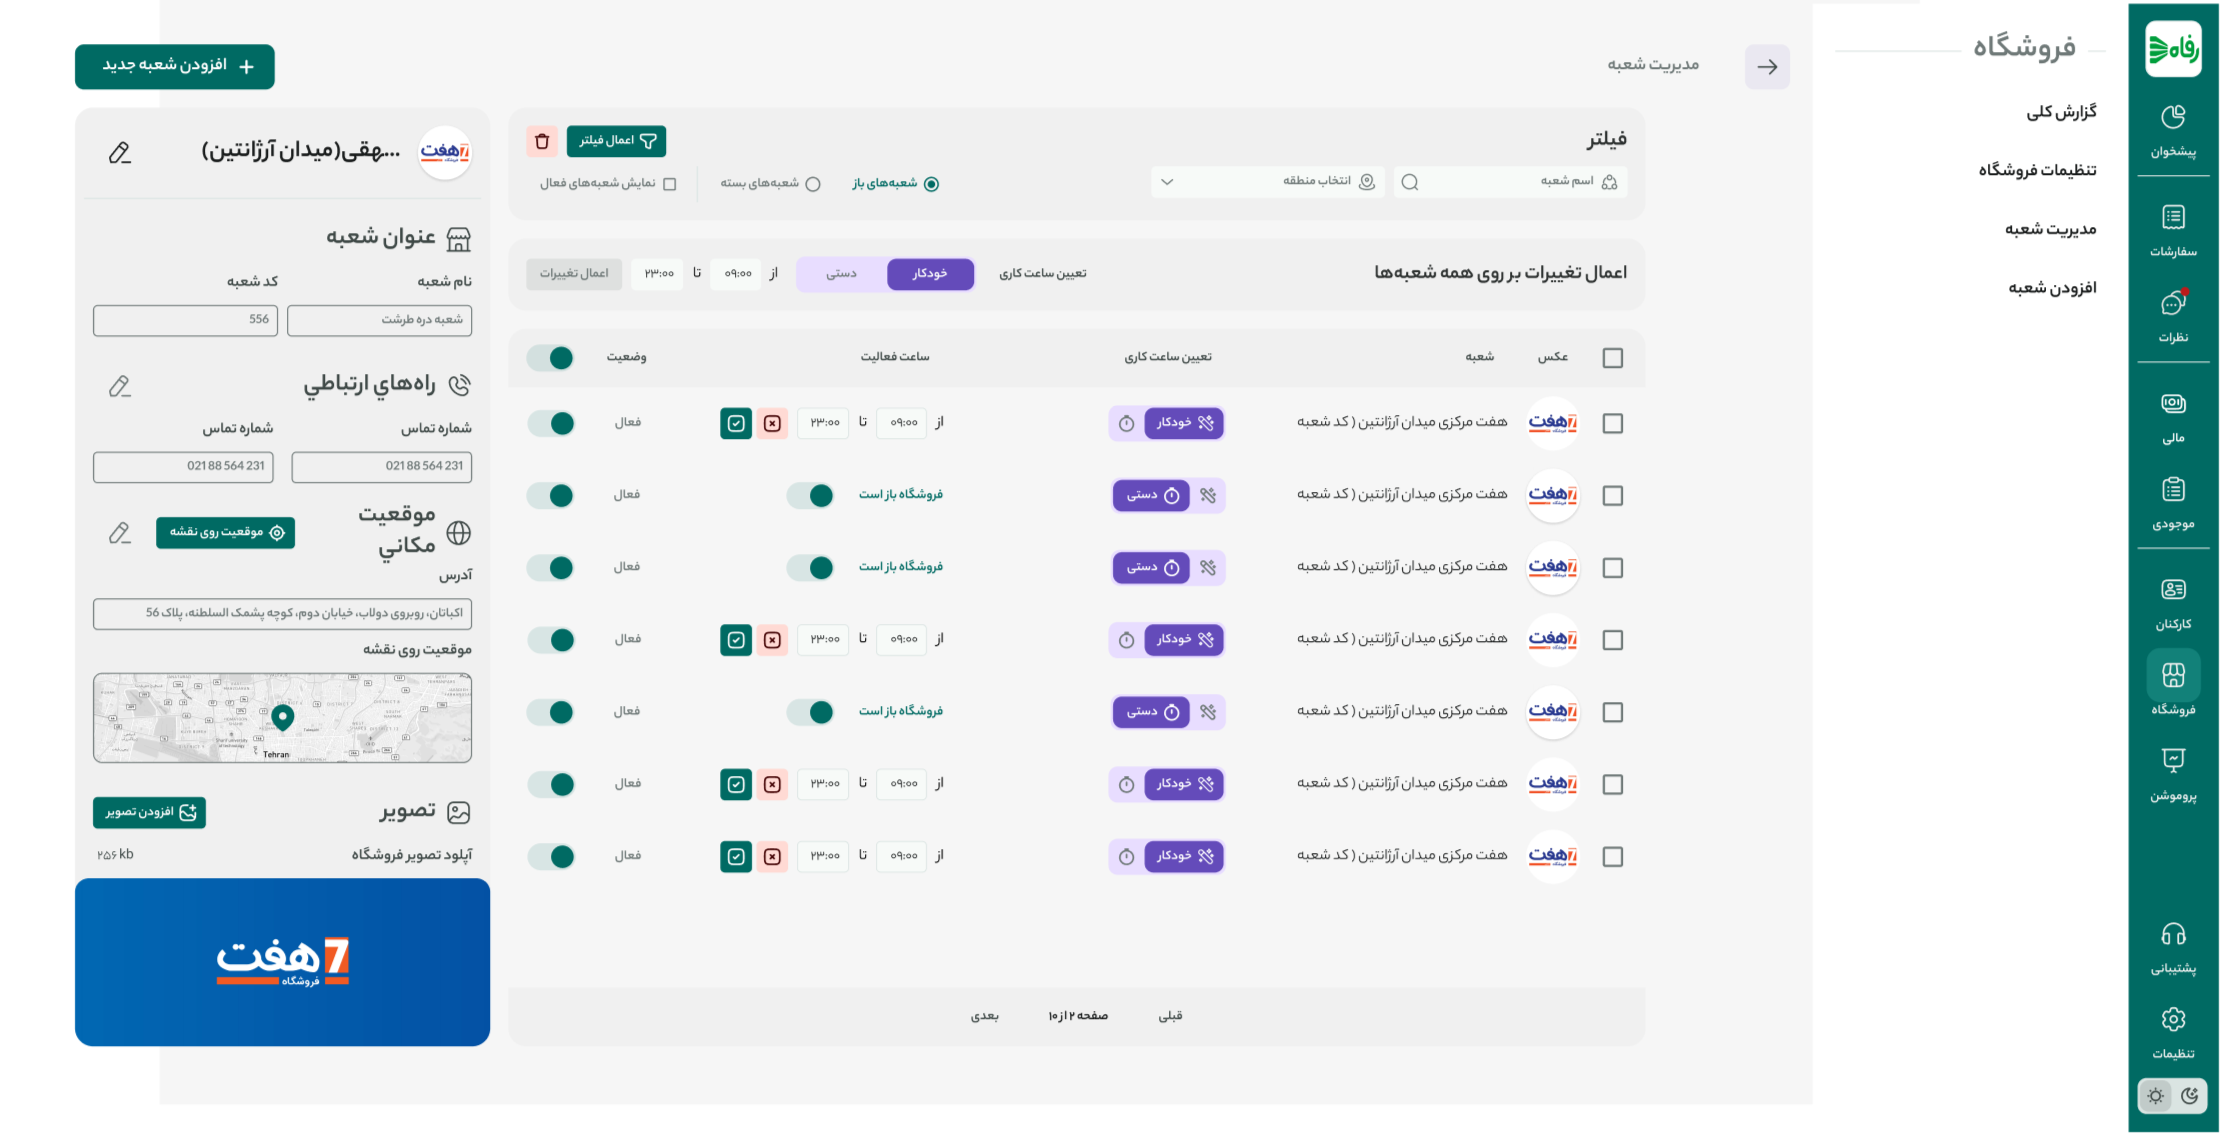 رفاه
پیشخوان
سفارشات
نظرات
مالی
موجودی
کارکنان
فروشگاه
پروموشن
پشتیبانی
تنظیمات
فروشگاه
گزارش کلی
تنظیمات فروشگاه
مدیریت شعبه
افزودن شعبه
مدیریت شعبه
افزودن شعبه جدید
فیلتر
اعمال فیلتر
اسم شعبه
انتخاب منطقه
شعبه‌های باز
شعبه‌های بسته
نمایش شعبه‌های فعال
اعمال تغییرات بر روی همه شعبه‌ها
تعیین ساعت کاری
خودکار
دستی
از
۰۹:۰۰
تا
۲۳:۰۰
اعمال تغییرات
عکس
شعبه
تعیین ساعت کاری
ساعت فعالیت
وضعیت
7هفت
هفت مرکزی میدان آرژانتین ( کد شعبه
خودکار
از ۰۹:۰۰ تا ۲۳:۰۰
فعال
7هفت
هفت مرکزی میدان آرژانتین ( کد شعبه
دستی
فروشگاه باز است
فعال
7هفت
هفت مرکزی میدان آرژانتین ( کد شعبه
دستی
فروشگاه باز است
فعال
7هفت
هفت مرکزی میدان آرژانتین ( کد شعبه
خودکار
از ۰۹:۰۰ تا ۲۳:۰۰
فعال
7هفت
هفت مرکزی میدان آرژانتین ( کد شعبه
دستی
فروشگاه باز است
فعال
7هفت
هفت مرکزی میدان آرژانتین ( کد شعبه
خودکار
از ۰۹:۰۰ تا ۲۳:۰۰
فعال
7هفت
هفت مرکزی میدان آرژانتین ( کد شعبه
خودکار
از ۰۹:۰۰ تا ۲۳:۰۰
فعال
قبلی
صفحه ۲ از ۱۰
بعدی
7هفت
...یهقی(میدان آرژانتین)
عنوان شعبه
نام شعبه
کد شعبه
شعبه دره طرشت
556
راه‌هاي ارتباطي
شماره تماس
شماره تماس
021 88 564 231
021 88 564 231
موقعیت
مکاني
موقعیت روی نقشه
آدرس
اکباتان، روبروی دولاب، خیابان دوم، کوچه پشمک السلطنه، پلاک 56
موقعیت روی نقشه
Tehran
تصویر
افزودن تصویر
آپلود تصویر فروشگاه
۲۵۶ kb
7هفت
فروشگاه